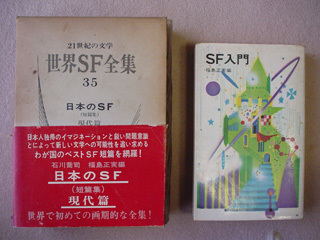 21世紀の文学
世界SF全集
35
日本のSF
(短篇集)
現代篇
日本人独得のイマジネーションと鋭い問題意識
によって新しい文学への可能性を追い求める
わが国のベストSF短篇を網羅!
石川喬司 福島正実編
日本のSF
(短篇集)
現代篇
世界で初めての画期的な全集!
SF入門
福島正実編